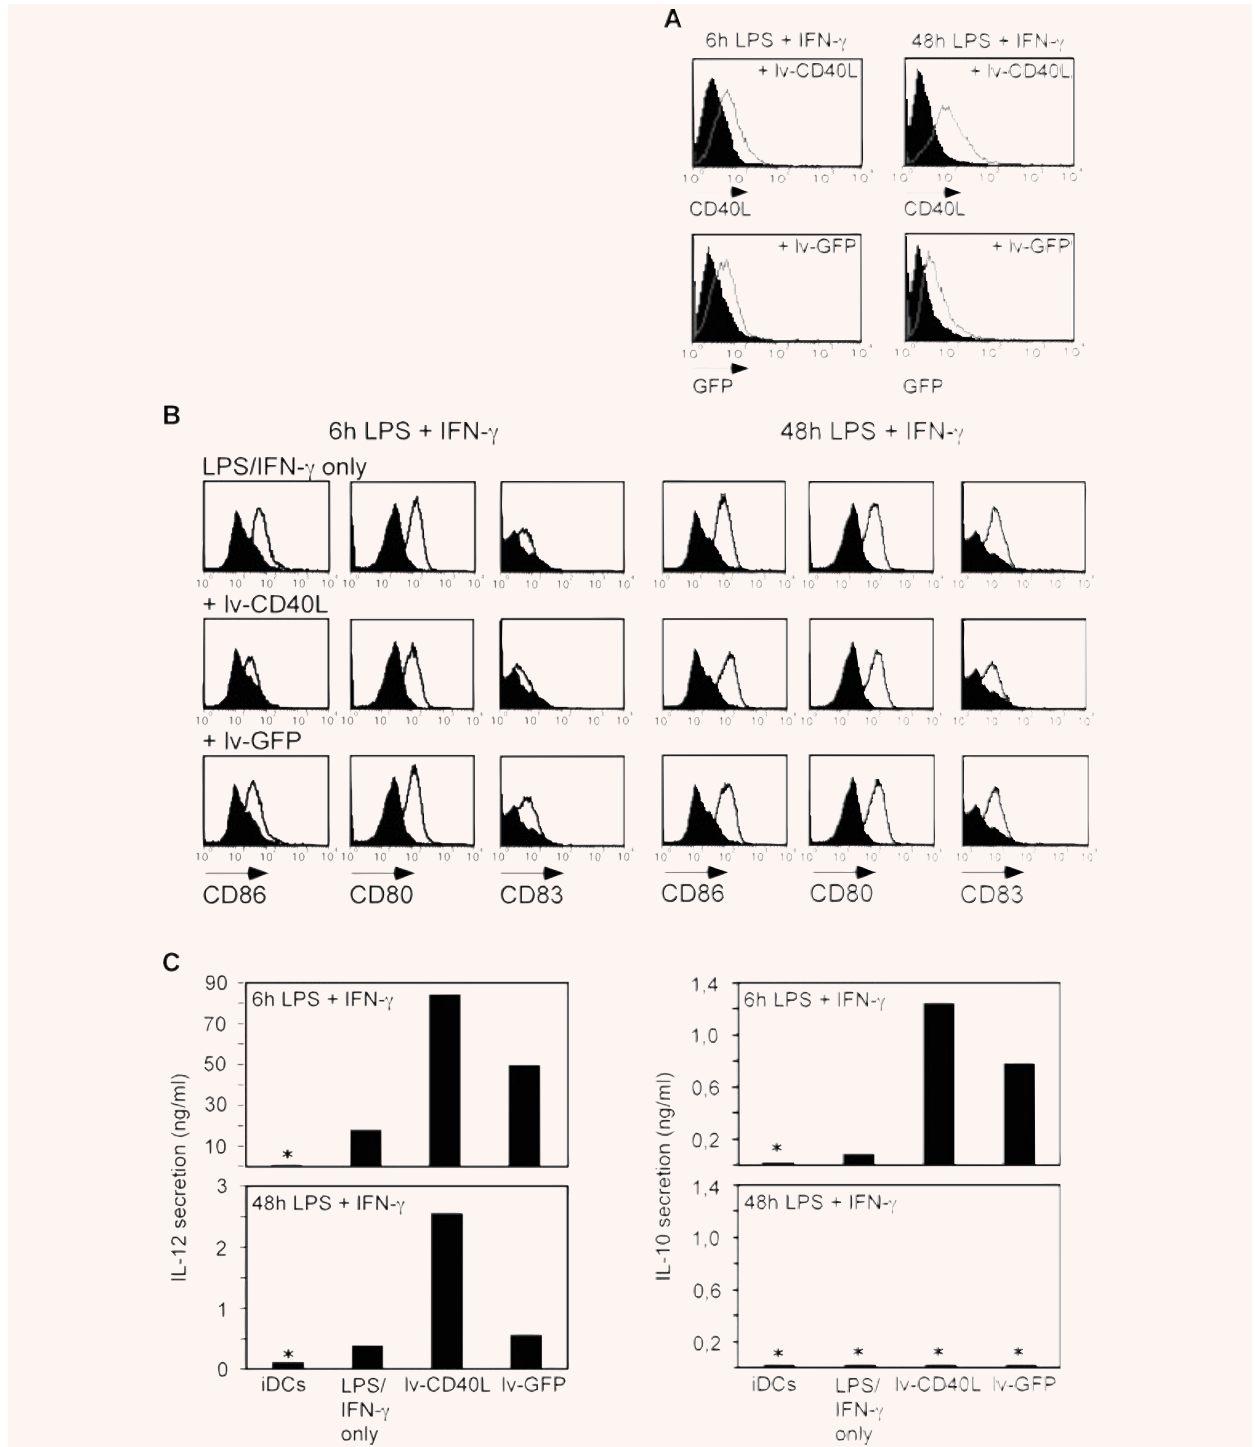 A
6h LPS + IFN-γ 48h LPS + IFN-γ
+ lv-CD40L + lv-CD40L
CD40L CD40L
+ lv-GFP + lv-GFP
GFP GFP
B
6h LPS + IFN-γ 48h LPS + IFN-γ
LPS/IFN-γ only
+ lv-CD40L
+ lv-GFP
CD86 CD80 CD83 CD86 CD80 CD83
C
IL-12 secretion (ng/ml)
90
70
50
30
10
6h LPS + IFN-γ
*
3
2
1
0
48h LPS + IFN-γ
*
iDCs LPS/ lv-CD40L lv-GFP
IFN-γ
only
IL-10 secretion (ng/ml)
1,4
1,0
0,6
0,2
6h LPS + IFN-γ
*
1,4
1,0
0,6
0,2
48h LPS + IFN-γ
* * * *
iDCs LPS/ lv-CD40L lv-GFP
IFN-γ
only